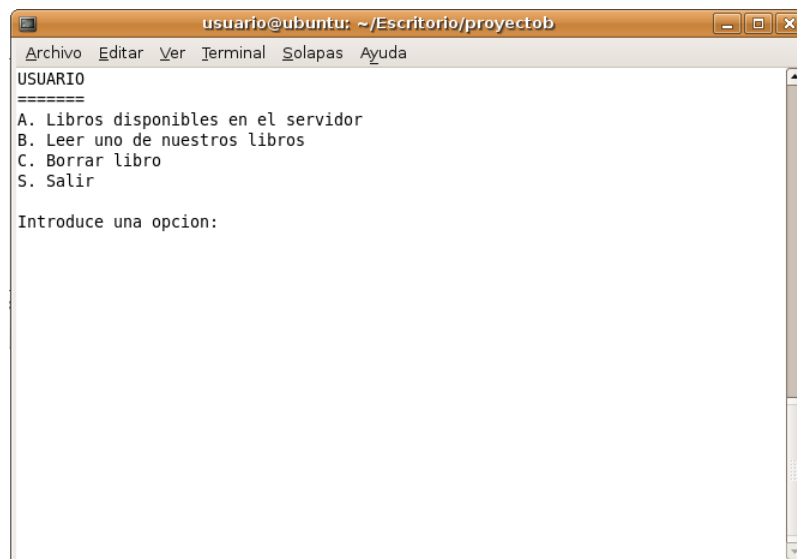 usuario@ubuntu: ~/Escritorio/proyectob
Archivo Editar Ver Terminal Solapas Ayuda
USUARIO
=======
A. Libros disponibles en el servidor
B. Leer uno de nuestros libros
C. Borrar libro
S. Salir
Introduce una opcion: